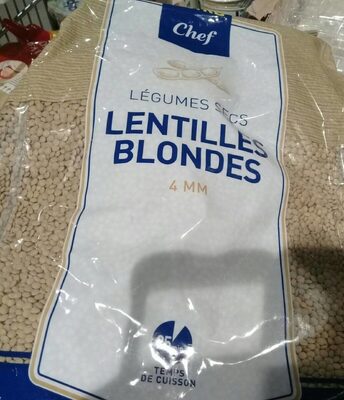 Chef
LÉGUMES SECS
LENTILLES
BLONDES
4 MM
TEMPS
DE CUISSON